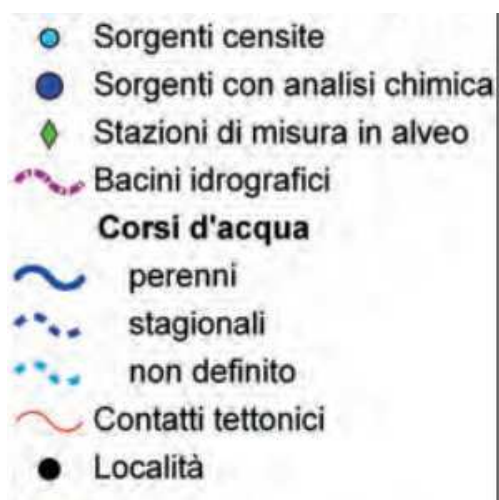 Sorgenti censite
Sorgenti con analisi chimica
Stazioni di misura in alveo
Bacini idrografici
Corsi d'acqua
perenni
stagionali
non definito
Contatti tettonici
Località